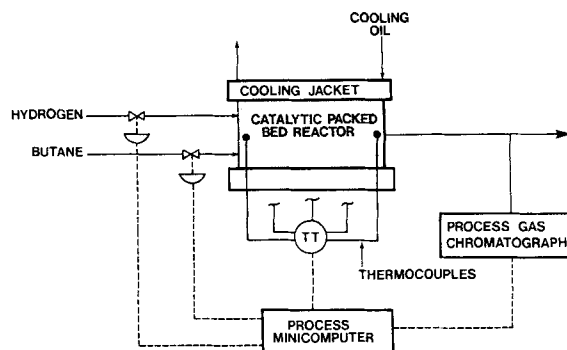 COOLING
OIL
COOLING JACKET
HYDROGEN
CATALYTIC PACKED
BED REACTOR
BUTANE
TT
PROCESS GAS
CHROMATOGRAPH
THERMOCOUPLES
PROCESS
MINICOMPUTER